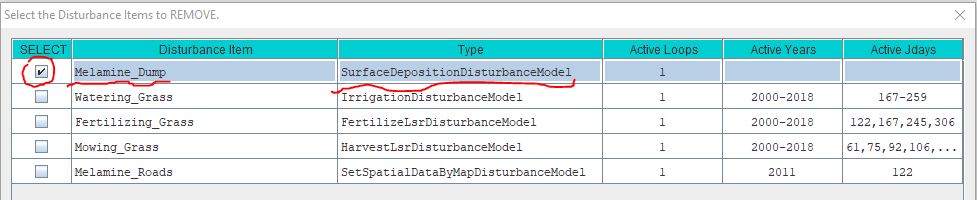 Select the Disturbance Items to REMOVE.
SELECT Disturbance Item Type Active Loops Active Years Active Jdays
Melamine_Dump SurfaceDepositionDisturbanceModel 1
Watering_Grass IrrigationDisturbanceModel 1 2000-2018 167-259
Fertilizing_Grass FertilizeLsrDisturbanceModel 1 2000-2018 122,167,245,306
Mowing_Grass HarvestLsrDisturbanceModel 1 2000-2018 61,75,92,106,...
Melamine_Roads SetSpatialDataByMapDisturbanceModel 1 2011 122